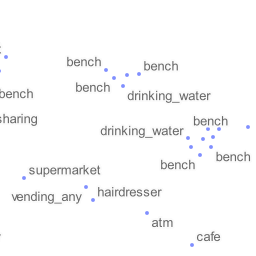 bench
bench
bench
bench
drinking_water
sharing
bench
drinking_water
bench
bench
supermarket
vending_any
hairdresser
atm
cafe